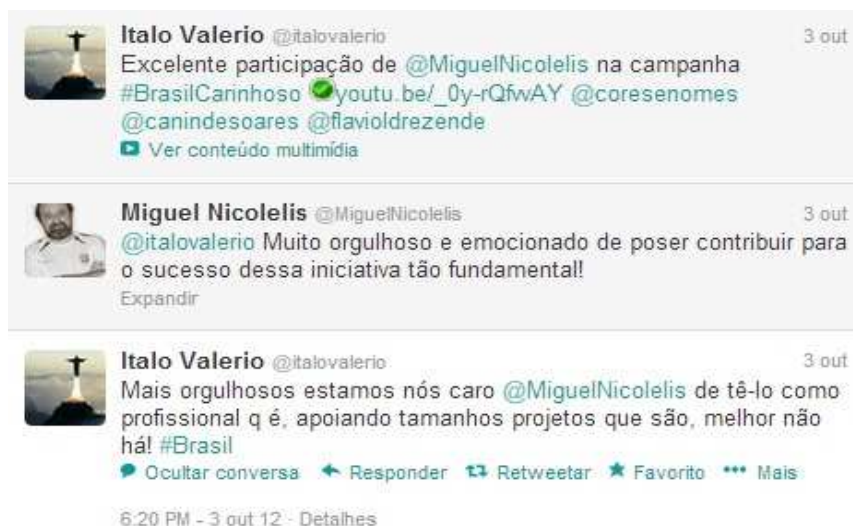 Italo Valerio @italovalerio 3 out
Excelente participação de @MiguelNicolelis na campanha
#BrasilCarinhoso youtu.be/_0y-rQfwAY @coresenomes
@canindesoares @flavioldrezende
Ver conteúdo multimídia
Miguel Nicolelis @MiguelNicolelis 3 out
@italovalerio Muito orgulhoso e emocionado de poser contribuir para
o sucesso dessa iniciativa tão fundamental!
Expandir
Italo Valerio @italovalerio 3 out
Mais orgulhosos estamos nós caro @MiguelNicolelis de tê-lo como
profissional q é, apoiando tamanhos projetos que são, melhor não
há! #Brasil
Ocultar conversa Responder Retweetar Favorito Mais
6:20 PM - 3 out 12 · Detalhes